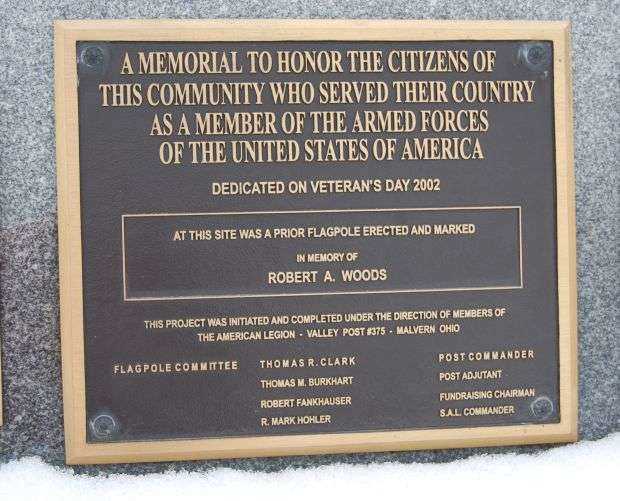 A MEMORIAL TO HONOR THE CITIZENS OF
THIS COMMUNITY WHO SERVED THEIR COUNTRY
AS A MEMBER OF THE ARMED FORCES
OF THE UNITED STATES OF AMERICA
DEDICATED ON VETERAN'S DAY 2002
AT THIS SITE WAS A PRIOR FLAGPOLE ERECTED AND MARKED
IN MEMORY OF
ROBERT A. WOODS
THIS PROJECT WAS INITIATED AND COMPLETED UNDER THE DIRECTION OF MEMBERS OF
THE AMERICAN LEGION - VALLEY POST #375 - MALVERN OHIO
FLAGPOLE COMMITTEE THOMAS R. CLARK POST COMMANDER
THOMAS M. BURKHART POST ADJUTANT
ROBERT FANKHAUSER FUNDRAISING CHAIRMAN
R. MARK HOHLER S.A.L. COMMANDER